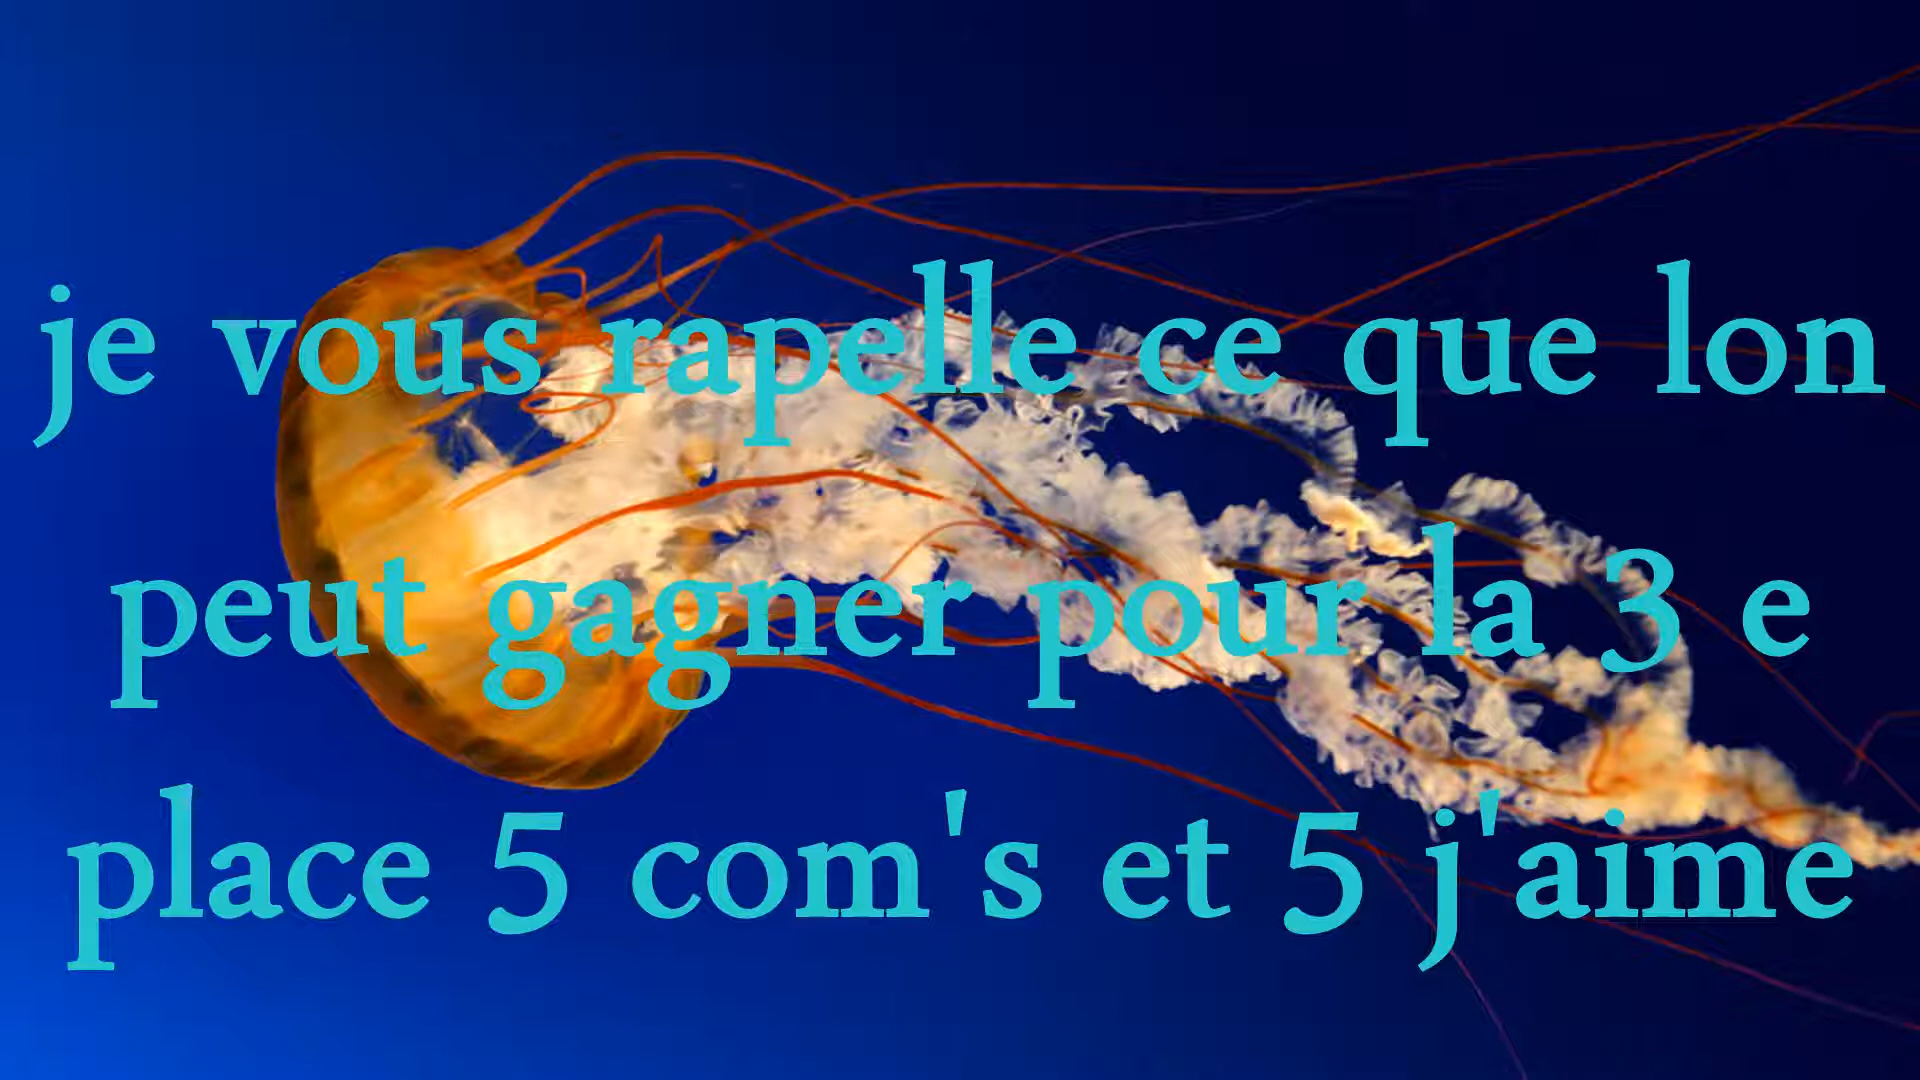 je vous rapelle ce que lon
peut gagner pour la 3 e
place 5 com's et 5 j'aime